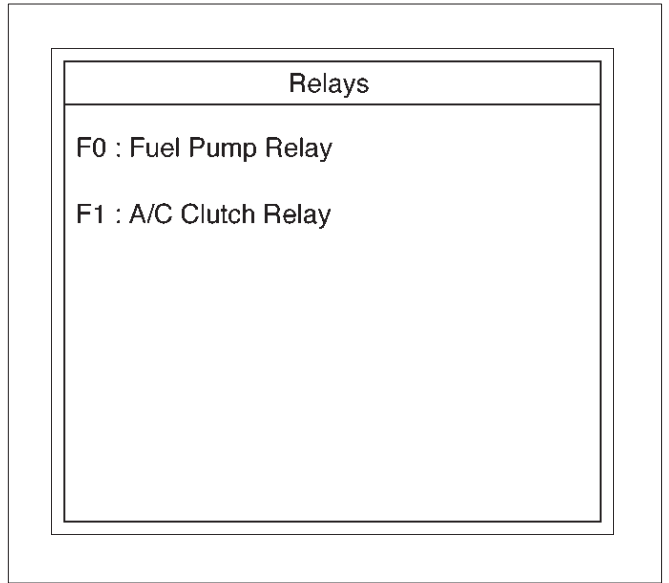 Relays
F0 : Fuel Pump Relay
F1 : A/C Clutch Relay